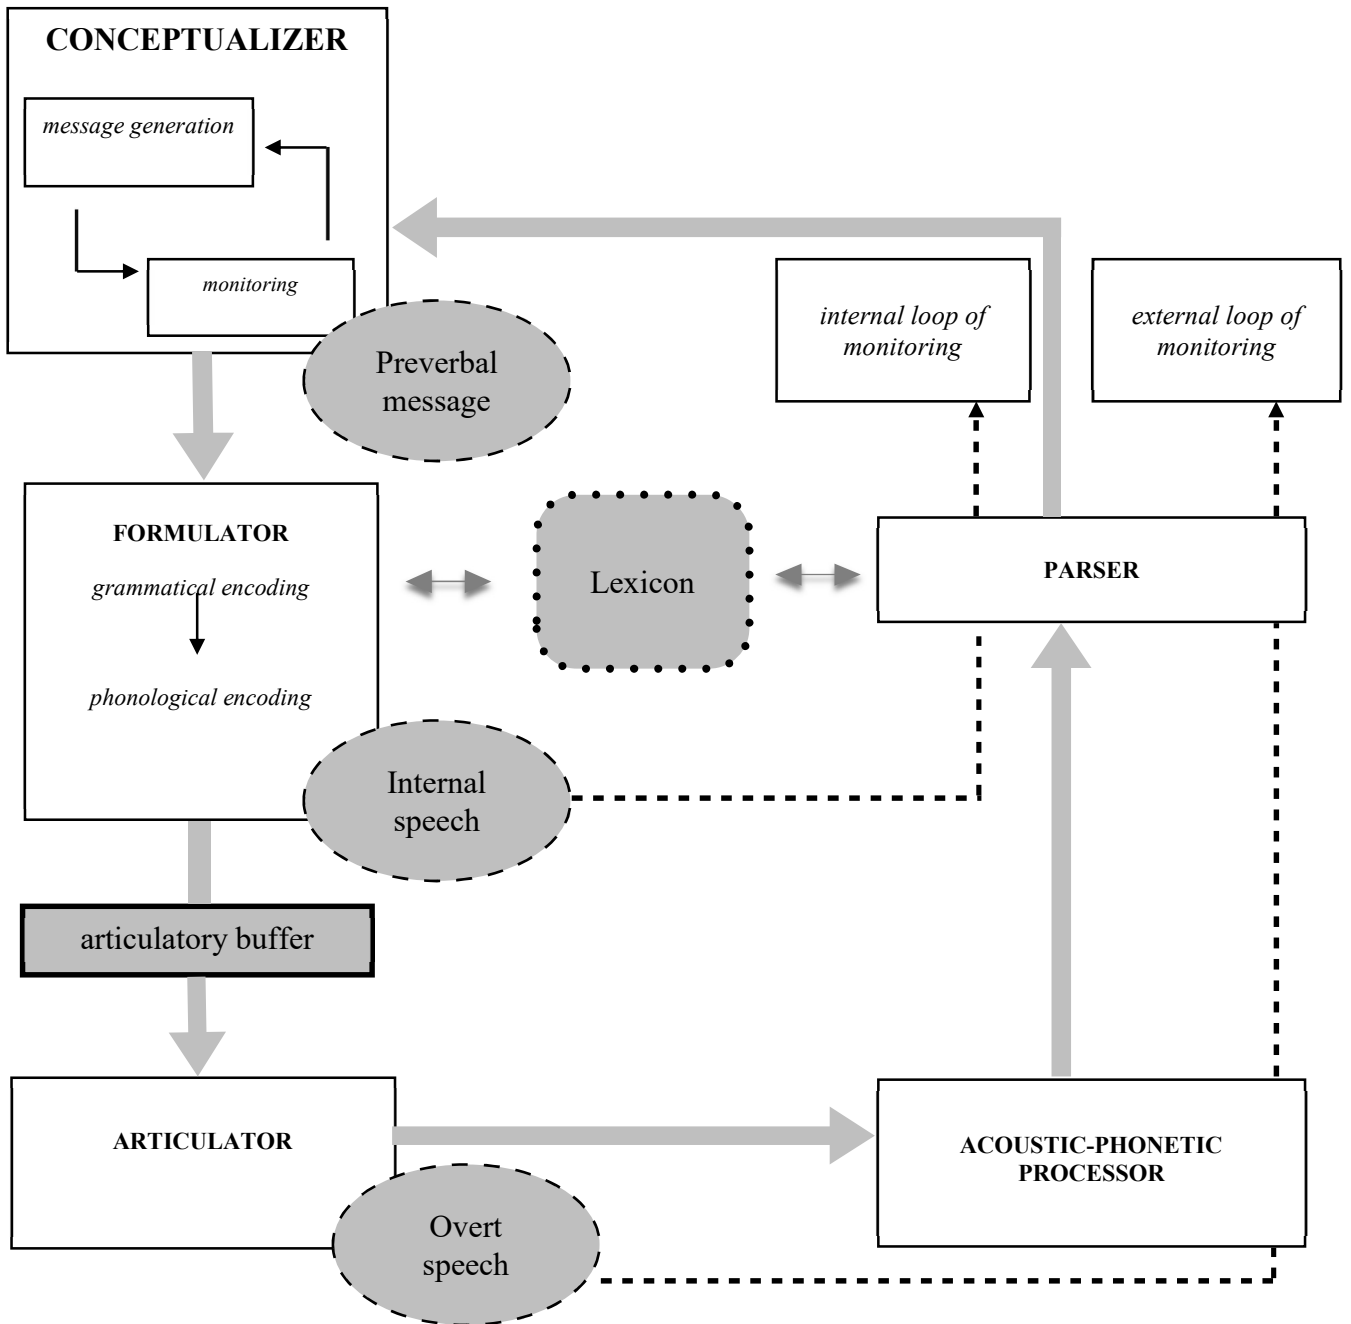 CONCEPTUALIZER
message generation
monitoring
Preverbal
message
internal loop of
monitoring
external loop of
monitoring
FORMULATOR
grammatical encoding
phonological encoding
Lexicon
PARSER
Internal
speech
articulatory buffer
ARTICULATOR
ACOUSTIC-PHONETIC
PROCESSOR
Overt
speech